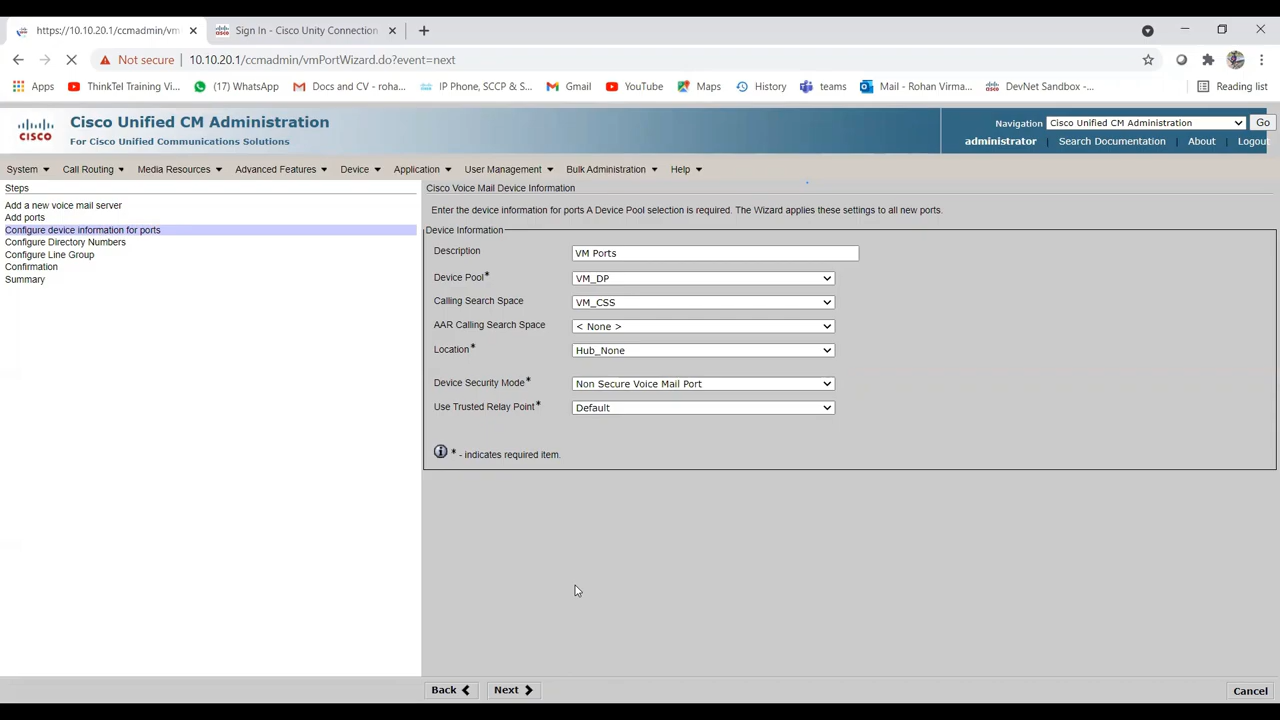 https://10.10.20.1/ccmadmin/vm
Sign In - Cisco Unity Connection
Not secure
10.10.20.1/ccmadmin/vmPortWizard.do?event=next
Apps
ThinkTel Training Vi...
(17) WhatsApp
Docs and CV - roha...
IP Phone, SCCP & S...
Gmail
YouTube
Maps
History
teams
Mail - Rohan Virma...
DevNet Sandbox -...
Reading list
CISCO
Cisco Unified CM Administration
For Cisco Unified Communications Solutions
Navigation
Cisco Unified CM Administration
Go
administrator
Search Documentation
About
Logout
System
Call Routing
Media Resources
Advanced Features
Device
Application
User Management
Bulk Administration
Help
Steps
Add a new voice mail server
Add ports
Configure device information for ports
Configure Directory Numbers
Configure Line Group
Confirmation
Summary
Cisco Voice Mail Device Information
Enter the device information for ports A Device Pool selection is required. The Wizard applies these settings to all new ports.
Device Information
Description
VM Ports
Device Pool*
VM_DP
Calling Search Space
VM_CSS
AAR Calling Search Space
< None >
Location*
Hub_None
Device Security Mode*
Non Secure Voice Mail Port
Use Trusted Relay Point*
Default
* - indicates required item.
Back
Next
Cancel